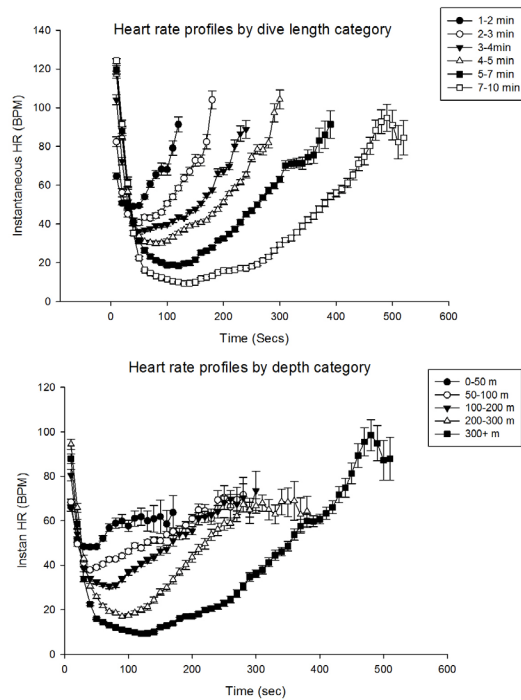 Heart rate profiles by dive length category
1-2 min
2-3 min
3-4min
4-5 min
5-7 min
7-10 min
140
120
100
80
60
40
20
0
Instantaneous HR (BPM)
0 100 200 300 400 500 600
Time (Secs)
Heart rate profiles by depth category
0-50 m
50-100 m
100-200 m
200-300 m
300+ m
120
100
80
60
40
20
0
Instan HR (BPM)
0 100 200 300 400 500 600
Time (sec)